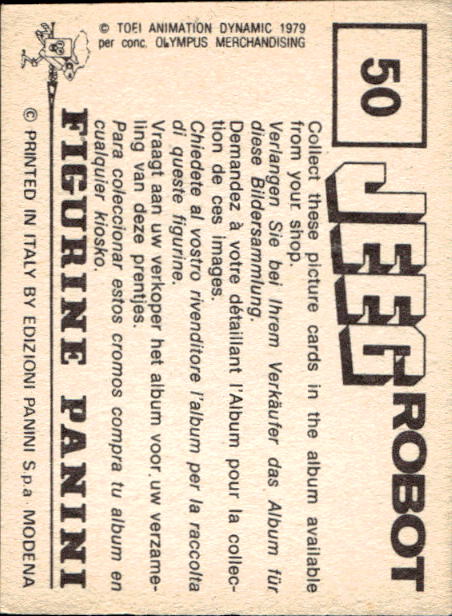 © TOEI ANIMATION DYNAMIC 1979
per conc. OLYMPUS MERCHANDISING
50
JEEG ROBOT
Collect these picture cards in the album available
from your shop.
Verlangen Sie bei Ihrem Verkäufer das Album für
diese Bildersammlung.
Demandez à votre détaillant l'Album pour la collec-
tion de ces images.
Chiedete al vostro rivenditore l'album per la raccolta
di queste figurine.
Vraagt aan uw verkoper het album voor uw verzame-
ling van deze prentjes.
Para coleccionar estos cromos compra tu album en
cualquier kiosko.
FIGURINE PANINI
© PRINTED IN ITALY BY EDIZIONI PANINI S.p.a. MODENA